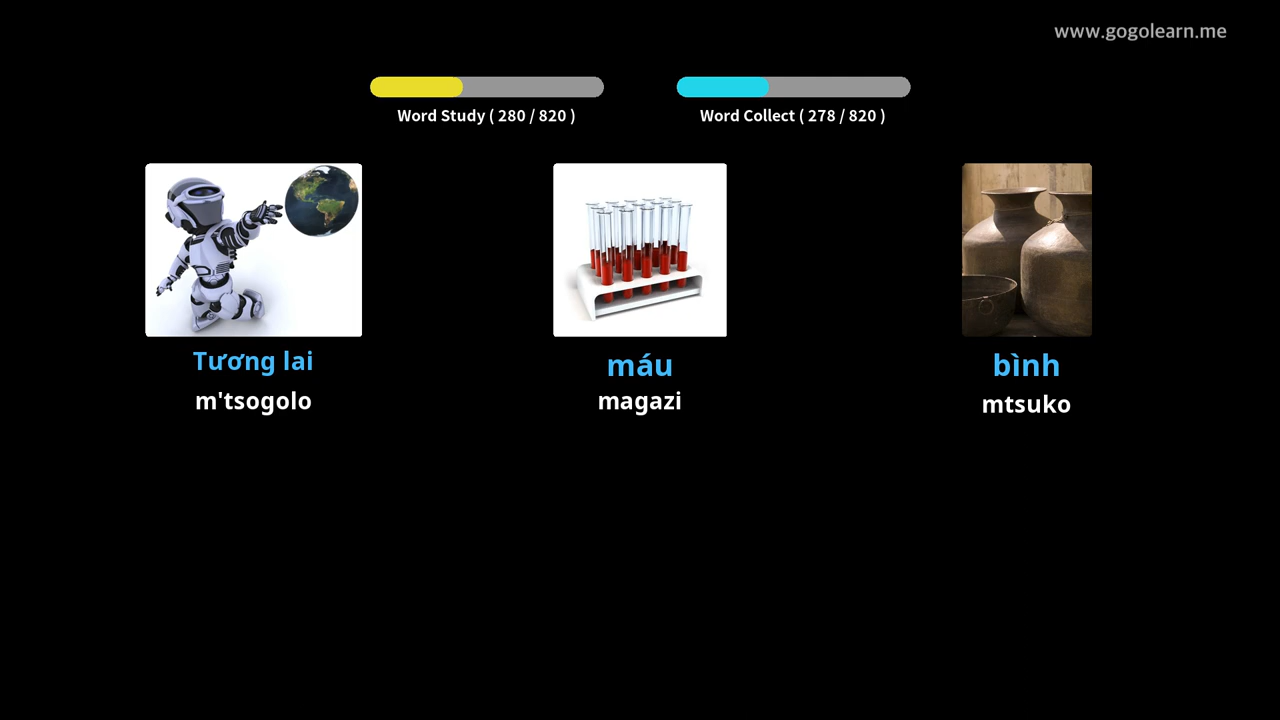 www.gogolearn.me
Word Study ( 280 / 820 )
Word Collect ( 278 / 820 )
Tương lai
m'tsogolo
máu
magazi
bình
mtsuko